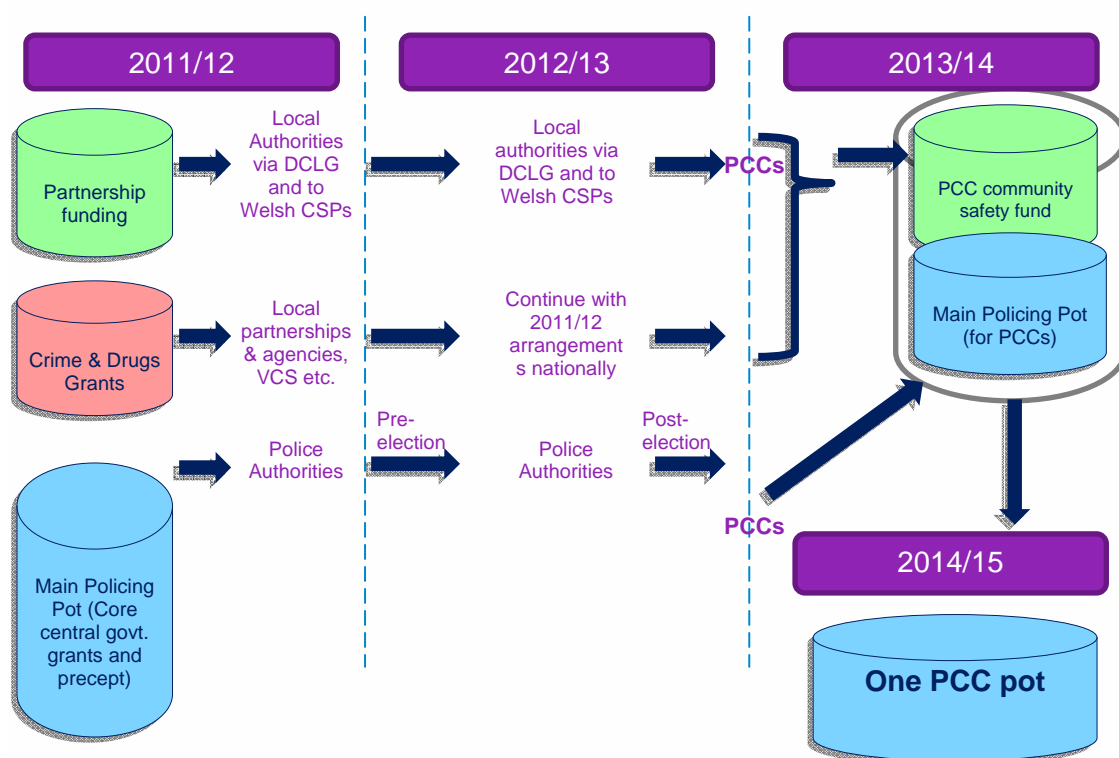 2011/12
2012/13
2013/14
Partnership
funding
Local
Authorities
via DCLG
and to
Welsh CSPs
Local
authorities via
DCLG and to
Welsh CSPs
PCCs
PCC community
safety fund
Main Policing Pot
(for PCCs)
Crime & Drugs
Grants
Local
partnerships
& agencies,
VCS etc.
Continue with
2011/12
arrangement
s nationally
Pre-
election
Post-
election
Police
Authorities
Police
Authorities
PCCs
Main Policing
Pot (Core
central govt.
grants and
precept)
2014/15
One PCC pot